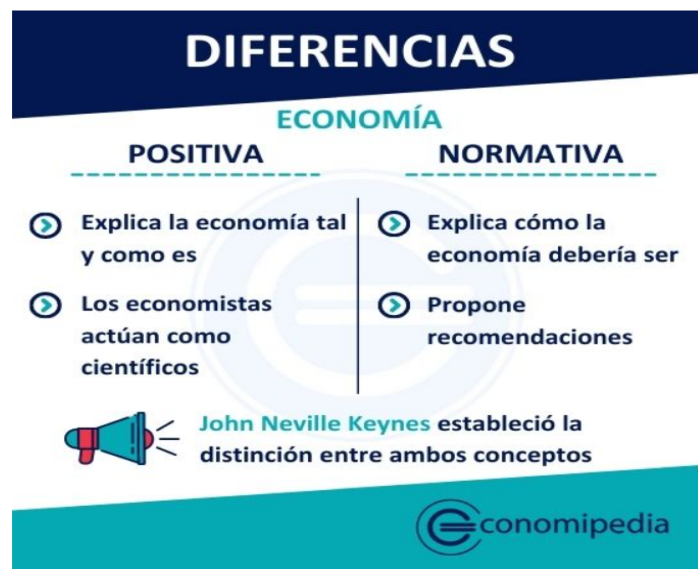 DIFERENCIAS
ECONOMÍA
POSITIVA
Explica la economía tal
y como es
Los economistas
actúan como
científicos
NORMATIVA
Explica cómo la
economía debería ser
Propone
recomendaciones
John Neville Keynes estableció la
distinción entre ambos conceptos
economipedia